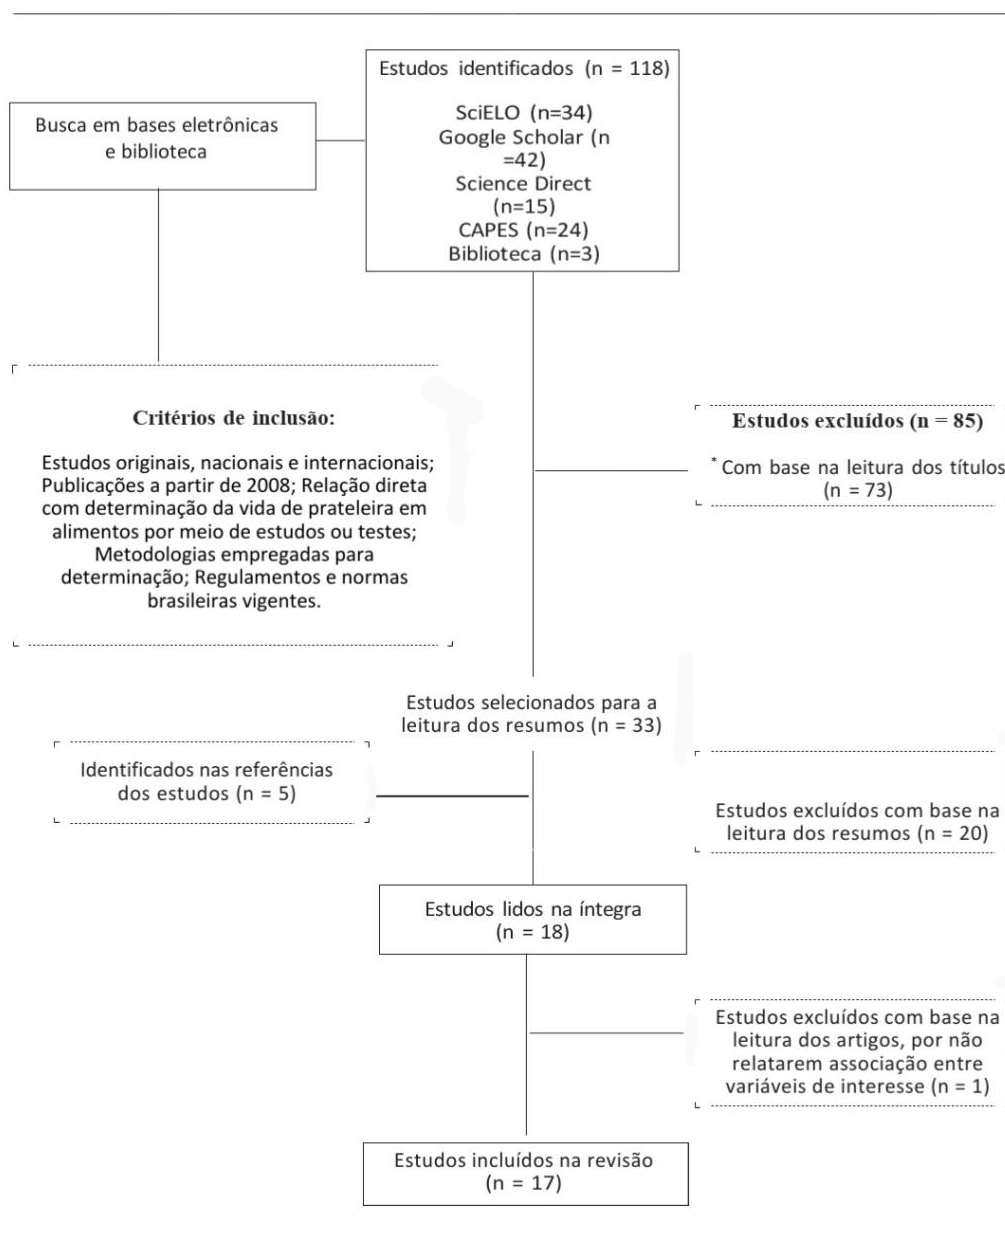 Estudos identificados (n = 118)
SciELO (n=34)
Google Scholar (n
=42)
Science Direct
(n=15)
CAPES (n=24)
Biblioteca (n=3)
Busca em bases eletrônicas
e biblioteca
Critérios de inclusão:
Estudos originais, nacionais e internacionais;
Publicações a partir de 2008; Relação direta
com determinação da vida de prateleira em
alimentos por meio de estudos ou testes;
Metodologias empregadas para
determinação; Regulamentos e normas
brasileiras vigentes.
Estudos excluídos (n = 85)
* Com base na leitura dos títulos
(n = 73)
Estudos selecionados para a
leitura dos resumos (n = 33)
Identificados nas referências
dos estudos (n = 5)
Estudos excluídos com base na
leitura dos resumos (n = 20)
Estudos lidos na íntegra
(n = 18)
Estudos excluídos com base na
leitura dos artigos, por não
relatarem associação entre
variáveis de interesse (n = 1)
Estudos incluídos na revisão
(n = 17)